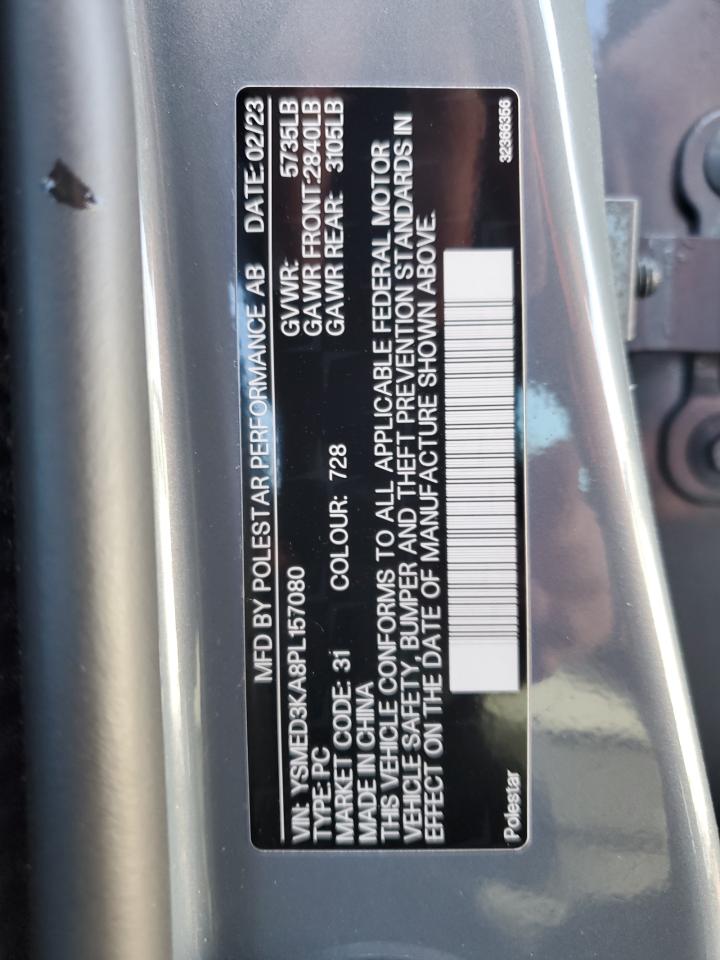 MFD BY POLESTAR PERFORMANCE AB DATE: 02/23
VIN: YSMED3KA8PL157080 GVWR: 5735LB
TYPE: PC GAWR FRONT: 2840LB
MARKET CODE: 31 COLOUR: 728 GAWR REAR: 3105LB
MADE IN CHINA
THIS VEHICLE CONFORMS TO ALL APPLICABLE FEDERAL MOTOR
VEHICLE SAFETY, BUMPER AND THEFT PREVENTION STANDARDS IN
EFFECT ON THE DATE OF MANUFACTURE SHOWN ABOVE.
Polestar 32366356